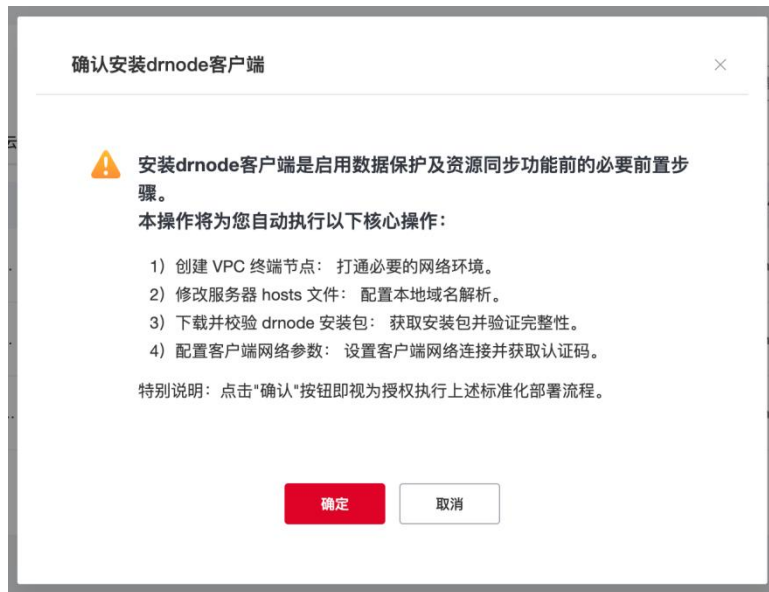 确认安装drnode客户端
云
安装drnode客户端是启用数据保护及资源同步功能前的必要前置步
骤。
本操作将为您自动执行以下核心操作：
1）创建 VPC 终端节点： 打通必要的网络环境。
2）修改服务器 hosts 文件： 配置本地域名解析。
3）下载并校验 drnode 安装包： 获取安装包并验证完整性。
4）配置客户端网络参数： 设置客户端网络连接并获取认证码。
特别说明：点击"确认"按钮即视为授权执行上述标准化部署流程。
确定 取消